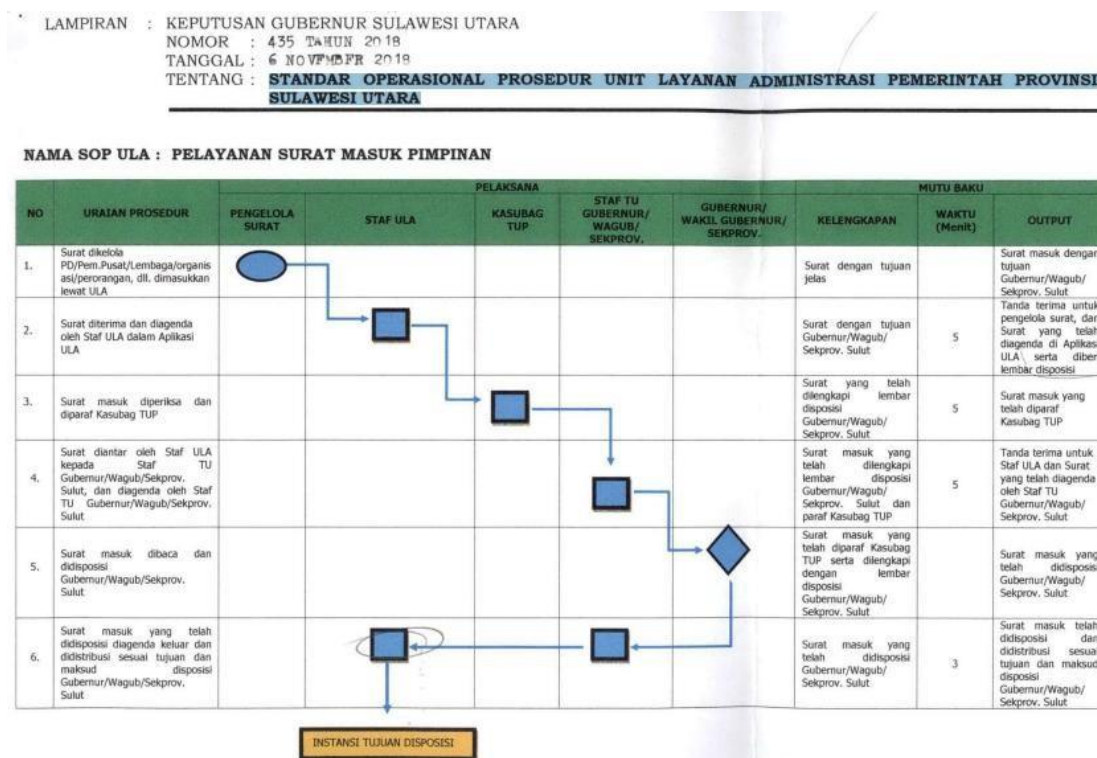 LAMPIRAN : KEPUTUSAN GUBERNUR SULAWESI UTARA
NOMOR : 435 TAHUN 2018
TANGGAL : 6 NOVEMBER 2018
TENTANG : STANDAR OPERASIONAL PROSEDUR UNIT LAYANAN ADMINISTRASI PEMERINTAH PROVINSI
SULAWESI UTARA
NAMA SOP ULA : PELAYANAN SURAT MASUK PIMPINAN
PELAKSANA
MUTU BAKU
NO
URAIAN PROSEDUR
PENGELOLA
SURAT
STAF ULA
KASUBAG
TUP
STAF TU
GUBERNUR/
WAGUB/
SEKPROV.
GUBERNUR/
WAKIL GUBERNUR/
SEKPROV.
KELENGKAPAN
WAKTU
(Menit)
OUTPUT
1.
Surat dikelola
PD/Pem.Pusat/Lembaga/organis
asi/perorangan, dll. dimasukkan
lewat ULA
Surat dengan tujuan
jelas
Surat masuk dengan
tujuan
Gubernur/Wagub/
Sekprov. Sulut
2.
Surat diterima dan diagenda
oleh Staf ULA dalam Aplikasi
ULA
Surat dengan tujuan
Gubernur/Wagub/
Sekprov. Sulut
5
Tanda terima untuk
pengelola surat, dan
Surat yang telah
diagenda di Aplikasi
ULA serta diberi
lembar disposisi
3.
Surat masuk diperiksa dan
diparaf Kasubag TUP
Surat yang telah
dilengkapi lembar
disposisi
Gubernur/Wagub/
Sekprov. Sulut
5
Surat masuk yang
telah diparaf
Kasubag TUP
4.
Surat diantar oleh Staf ULA
kepada Staf TU
Gubernur/Wagub/Sekprov.
Sulut, dan diagenda oleh Staf
TU Gubernur/Wagub/Sekprov.
Sulut
Surat masuk yang
telah dilengkapi
lembar disposisi
Gubernur/Wagub/
Sekprov. Sulut dan
paraf Kasubag TUP
5
Tanda terima untuk
Staf ULA dan Surat
yang telah diagenda
oleh Staf TU
Gubernur/Wagub/
Sekprov. Sulut
5.
Surat masuk dibaca dan
didisposisi
Gubernur/Wagub/Sekprov.
Sulut
Surat masuk yang
telah diparaf Kasubag
TUP serta dilengkapi
dengan lembar
disposisi
Gubernur/Wagub/
Sekprov. Sulut
Surat masuk yang
telah didisposisi
Gubernur/Wagub/
Sekprov. Sulut
6.
Surat masuk yang telah
didisposisi diagenda keluar dan
didistribusi sesuai tujuan dan
maksud disposisi
Gubernur/Wagub/Sekprov.
Sulut
Surat masuk yang
telah didisposisi
Gubernur/Wagub/
Sekprov. Sulut
3
Surat masuk telah
didisposisi dan
didistribusi sesuai
tujuan dan maksud
disposisi
Gubernur/Wagub/
Sekprov. Sulut
INSTANSI TUJUAN DISPOSISI